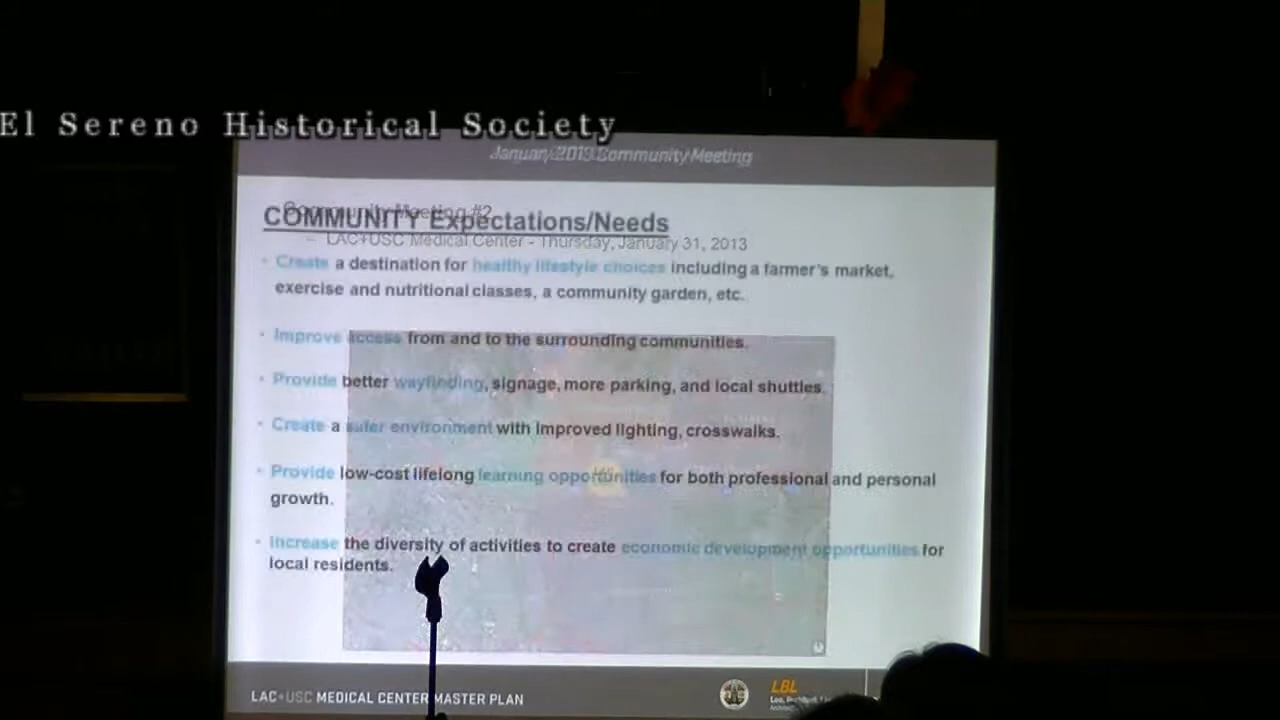 El Sereno Historical Society
January 2013 Community Meeting
Community Meeting #2
COMMUNITY Expectations/Needs
– LAC+USC Medical Center - Thursday, January 31, 2013
• Create a destination for healthy lifestyle choices including a farmer's market,
exercise and nutritional classes, a community garden, etc.
• Improve access from and to the surrounding communities.
• Provide better wayfinding, signage, more parking, and local shuttles.
• Create a safer environment with improved lighting, crosswalks.
• Provide low-cost lifelong learning opportunities for both professional and personal
growth.
• Increase the diversity of activities to create economic development opportunities for
local residents.
LAC+USC MEDICAL CENTER MASTER PLAN
LBL
Lee,